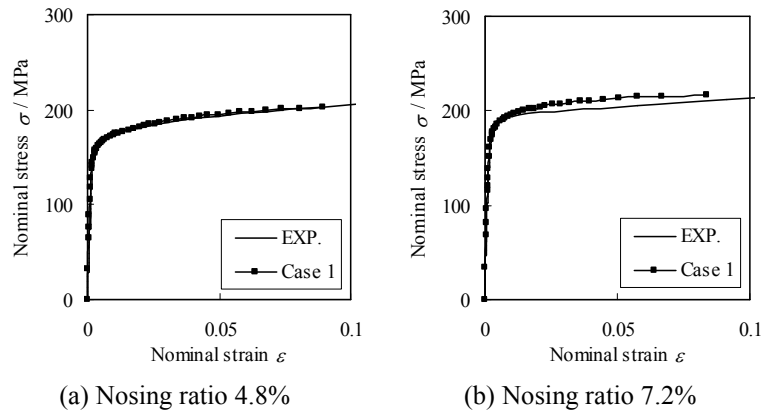 300
200
100
0
Nominal stress σ / MPa
EXP.
Case 1
0
0.05
0.1
Nominal strain ε
(a) Nosing ratio 4.8%
300
200
100
0
Nominal stress σ / MPa
EXP.
Case 1
0
0.05
0.1
Nominal strain ε
(b) Nosing ratio 7.2%